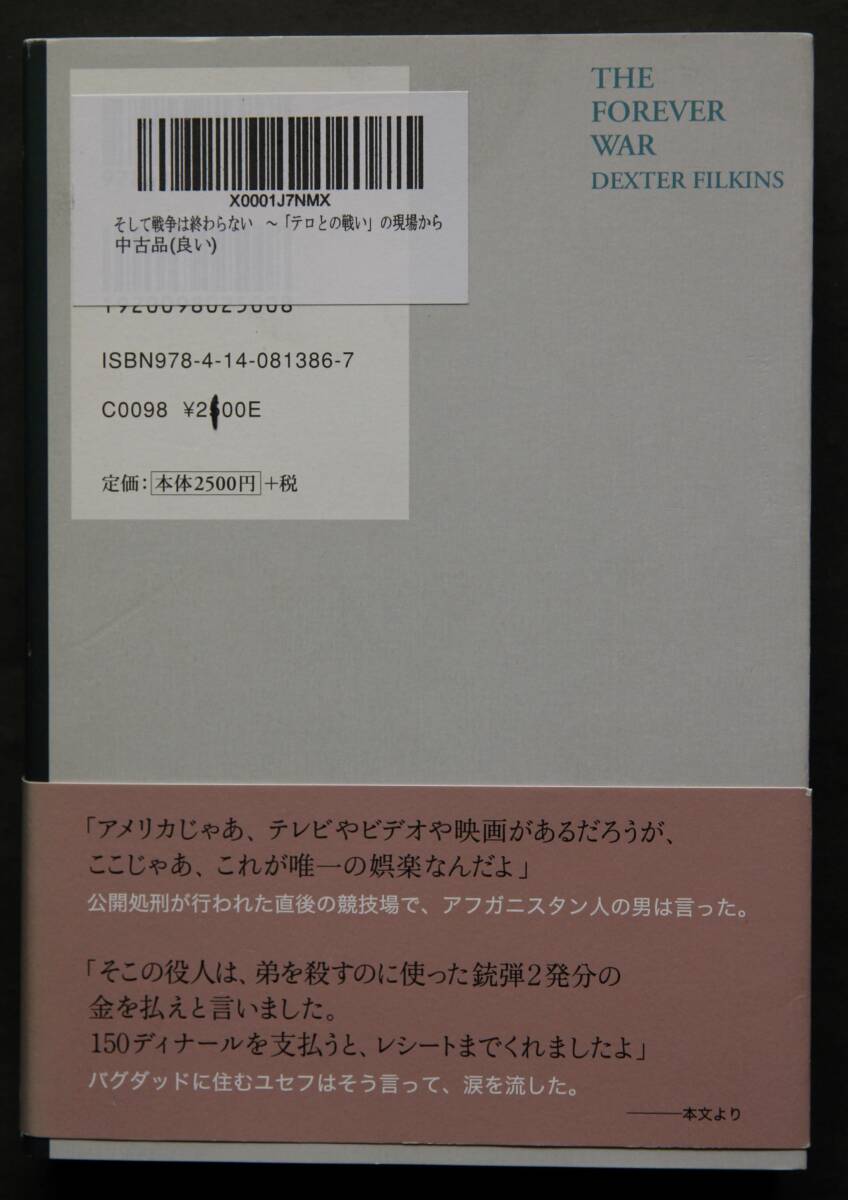 THE
FOREVER
WAR
DEXTER FILKINS
X0001J7NMX
そして戦争は終わらない ～「テロとの戦い」の現場から
中古品(良い)
1920098025008
ISBN978-4-14-081386-7
C0098 ¥2500E
定価：本体2500円+税
「アメリカじゃあ、テレビやビデオや映画があるだろうが、
ここじゃあ、これが唯一の娯楽なんだよ」
公開処刑が行われた直後の競技場で、アフガニスタン人の男は言った。
「そこの役人は、弟を殺すのに使った銃弾2発分の
金を払えと言いました。
150ディナールを支払うと、レシートまでくれましたよ」
バグダッドに住むユセフはそう言って、涙を流した。
――本文より